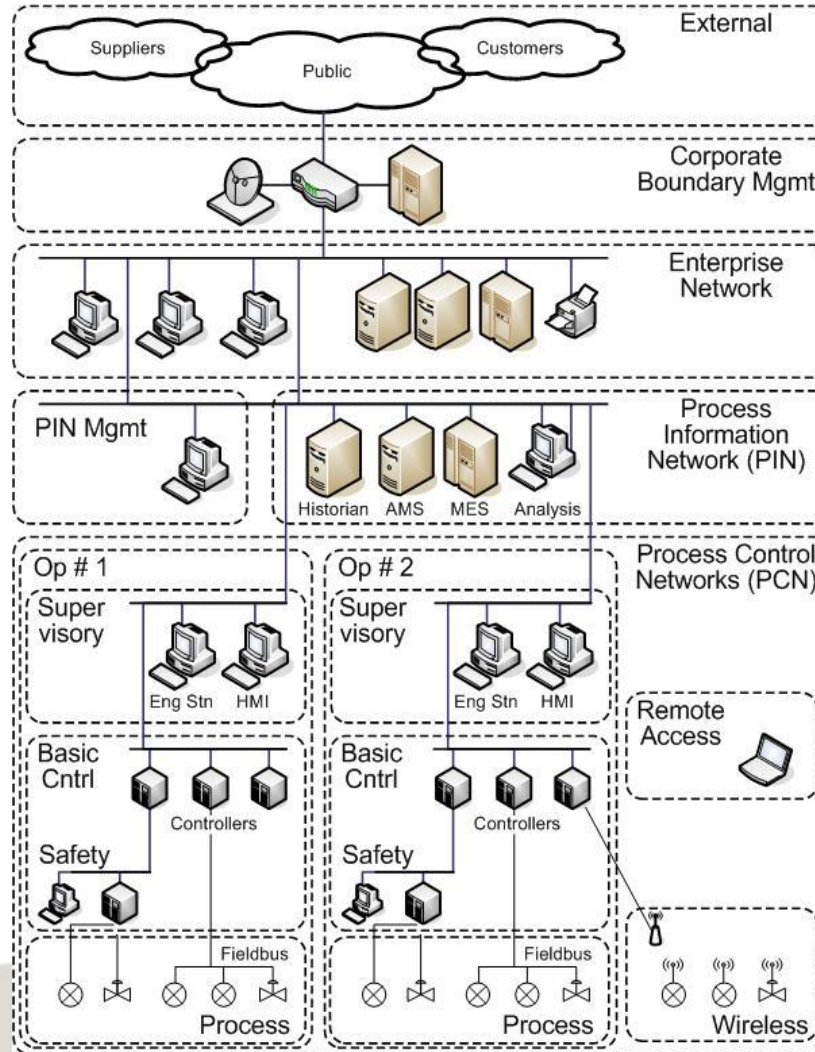 External
Suppliers
Public
Customers
Corporate
Boundary Mgmt
Enterprise
Network
PIN Mgmt
Process
Information
Network (PIN)
Historian
AMS
MES
Analysis
Process Control
Networks (PCN)
Op # 1
Super
visory
Eng Stn
HMI
Basic
Cntrl
Controllers
Safety
Fieldbus
Process
Op # 2
Super
visory
Eng Stn
HMI
Basic
Cntrl
Controllers
Safety
Fieldbus
Process
Remote
Access
Wireless